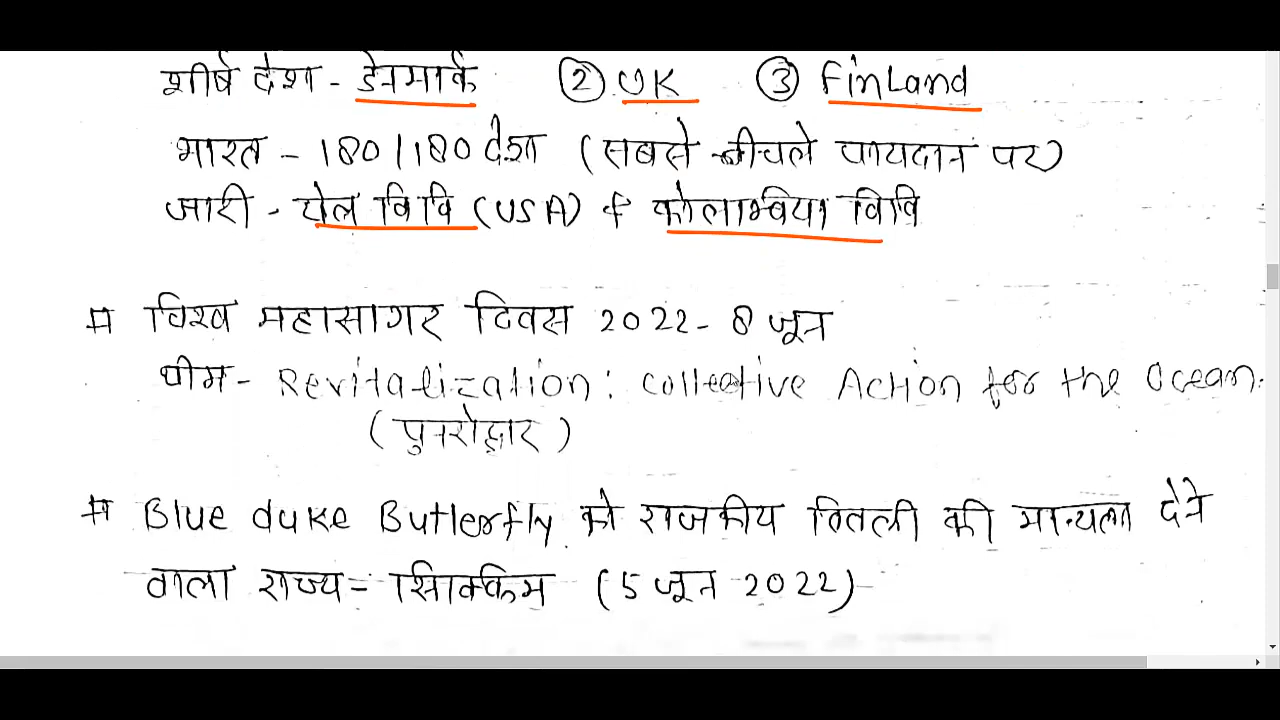 शीर्ष देश - डेनमार्क ② UK ③ Finland
भारत - 180/180 देश (सबसे नीचले पायदान पर)
जारी - येल विवि (USA) & कोलाम्बिया विवि
# विश्व महासागर दिवस 2022 - 8 जून
थीम - Revitalization: Collective Action for the Ocean.
(पुनरोद्धार)
# Blue duke Butterfly को राजकीय तितली की मान्यता देने
वाला राज्य = सिक्किम (5 जून 2022)